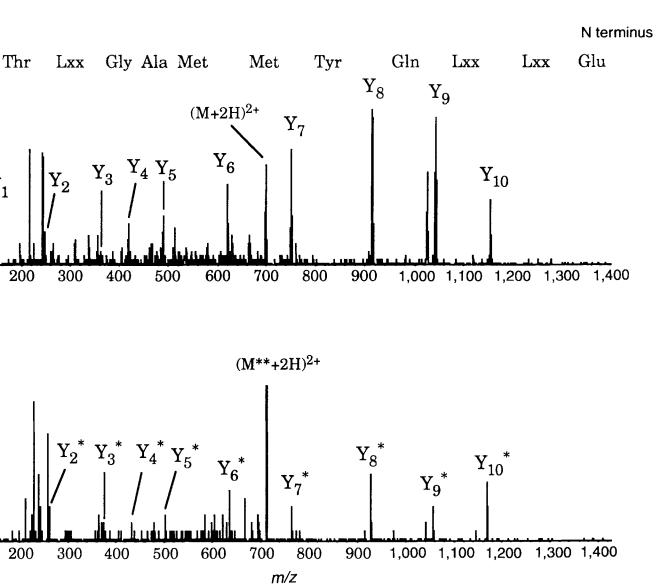 N terminus
Thr Lxx Gly Ala Met Met Tyr Gln Lxx Lxx Glu
Y8 Y9
(M+2H)2+
Y7
1 Y2 Y3 Y4 Y5 Y6 Y10
200 300 400 500 600 700 800 900 1,000 1,100 1,200 1,300 1,400
(M**+2H)2+
Y2* Y3* Y4* Y5* Y6* Y7* Y8* Y9* Y10*
200 300 400 500 600 700 800 900 1,000 1,100 1,200 1,300 1,400
m/z